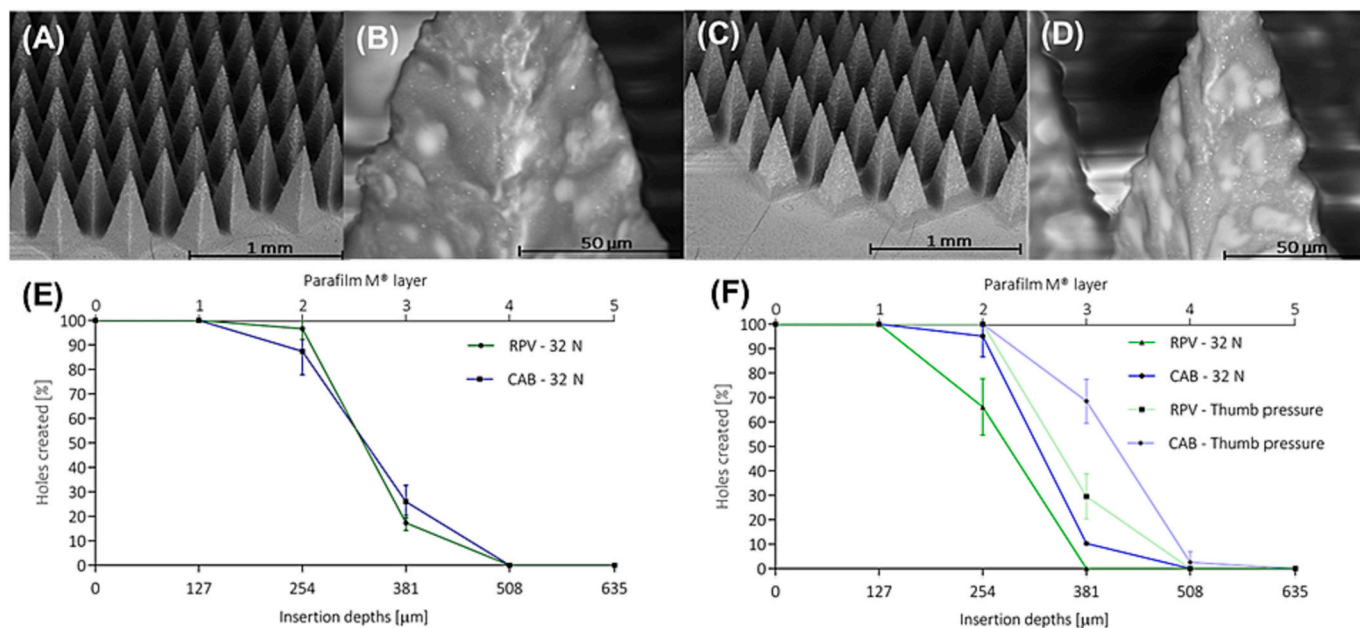 (A)
(B)
(C)
(D)
1 mm
50 µm
1 mm
50 µm
(E)
Parafilm M® layer
0 1 2 3 4 5
100
90
80
70
60
50
40
30
20
10
0
Holes created [%]
RPV - 32 N
CAB - 32 N
0 127 254 381 508 635
Insertion depths [µm]
(F)
Parafilm M® layer
0 1 2 3 4 5
100
90
80
70
60
50
40
30
20
10
0
Holes created [%]
RPV - 32 N
CAB - 32 N
RPV - Thumb pressure
CAB - Thumb pressure
0 127 254 381 508 635
Insertion depths [µm]